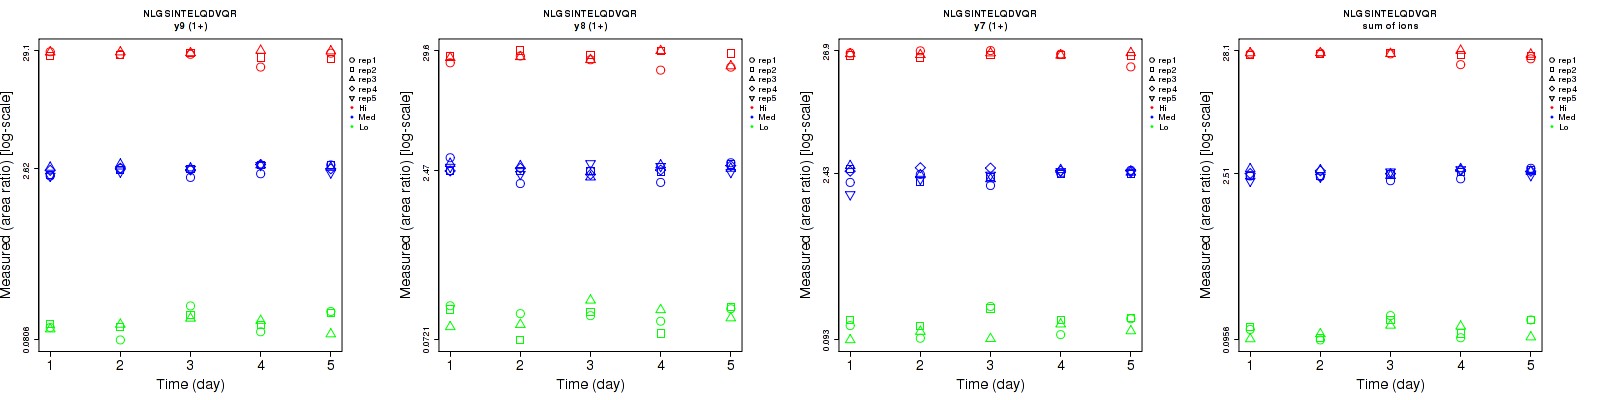 NLGSINTELQDVQR
y9 (1+)
Measured (area ratio) [log-scale]
29.1
2.62
0.0806
1 2 3 4 5
Time (day)
rep1
rep2
rep3
rep4
rep5
Hi
Med
Lo
NLGSINTELQDVQR
y8 (1+)
Measured (area ratio) [log-scale]
29.6
2.47
0.0721
1 2 3 4 5
Time (day)
rep1
rep2
rep3
rep4
rep5
Hi
Med
Lo
NLGSINTELQDVQR
y7 (1+)
Measured (area ratio) [log-scale]
26.9
2.43
0.093
1 2 3 4 5
Time (day)
rep1
rep2
rep3
rep4
rep5
Hi
Med
Lo
NLGSINTELQDVQR
sum of ions
Measured (area ratio) [log-scale]
28.1
2.51
0.0956
1 2 3 4 5
Time (day)
rep1
rep2
rep3
rep4
rep5
Hi
Med
Lo